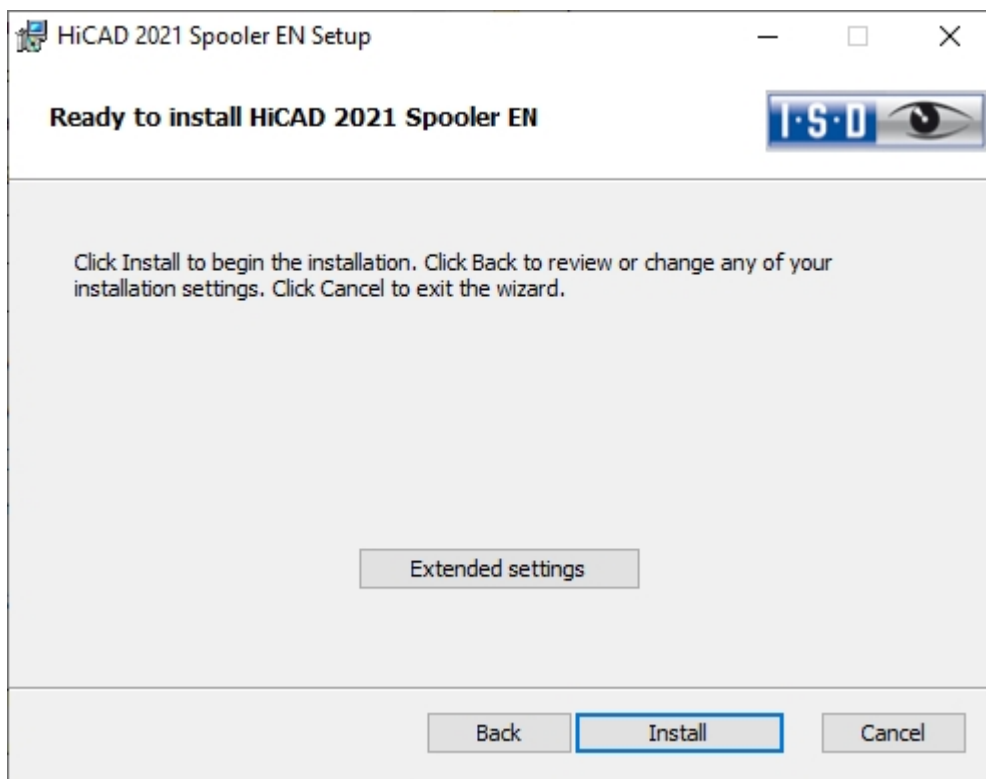 HiCAD 2021 Spooler EN Setup
Ready to install HiCAD 2021 Spooler EN
I·S·D
Click Install to begin the installation. Click Back to review or change any of your
installation settings. Click Cancel to exit the wizard.
Extended settings
Back
Install
Cancel